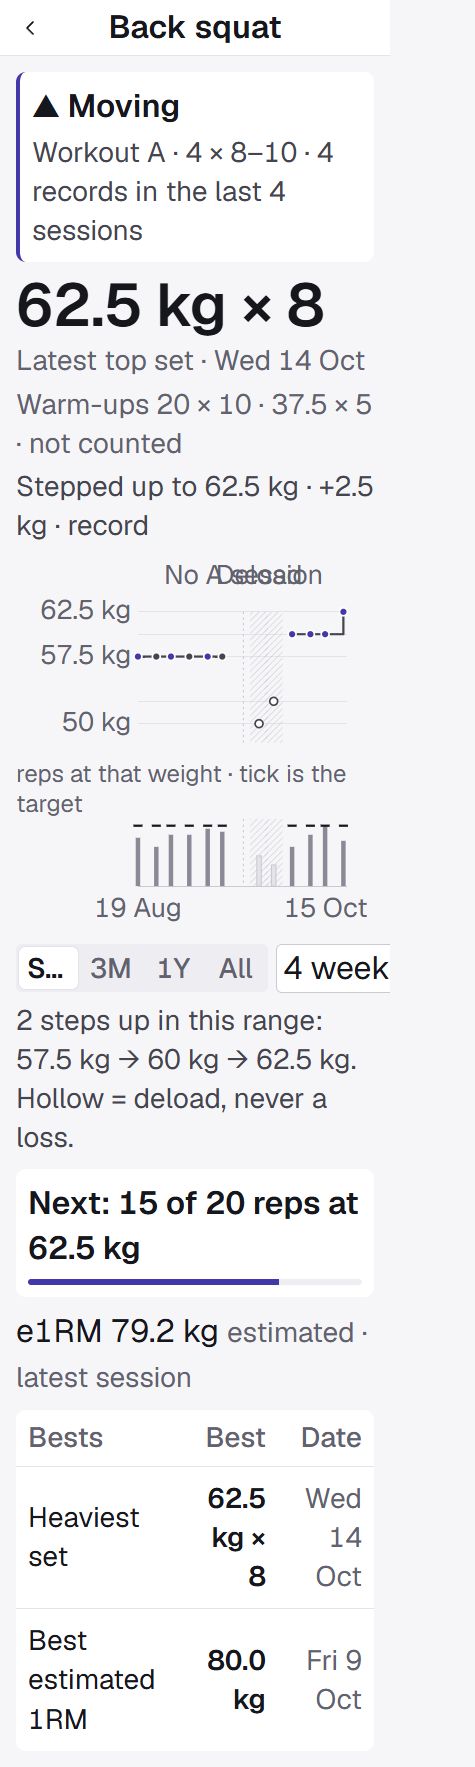 Back squat
▲ Moving
Workout A · 4 × 8–10 · 4
records in the last 4
sessions
62.5 kg × 8
Latest top set · Wed 14 Oct
Warm-ups 20 × 10 · 37.5 × 5
· not counted
Stepped up to 62.5 kg · +2.5
kg · record
No A session
Deload
62.5 kg
57.5 kg
50 kg
reps at that weight · tick is the
target
19 Aug 15 Oct
S... 3M 1Y All 4 week
2 steps up in this range:
57.5 kg → 60 kg → 62.5 kg.
Hollow = deload, never a
loss.
Next: 15 of 20 reps at
62.5 kg
e1RM 79.2 kg estimated ·
latest session
Bests Best Date
Heaviest
set
62.5
kg ×
8
Wed
14
Oct
Best
estimated
1RM
80.0
kg
Fri 9
Oct